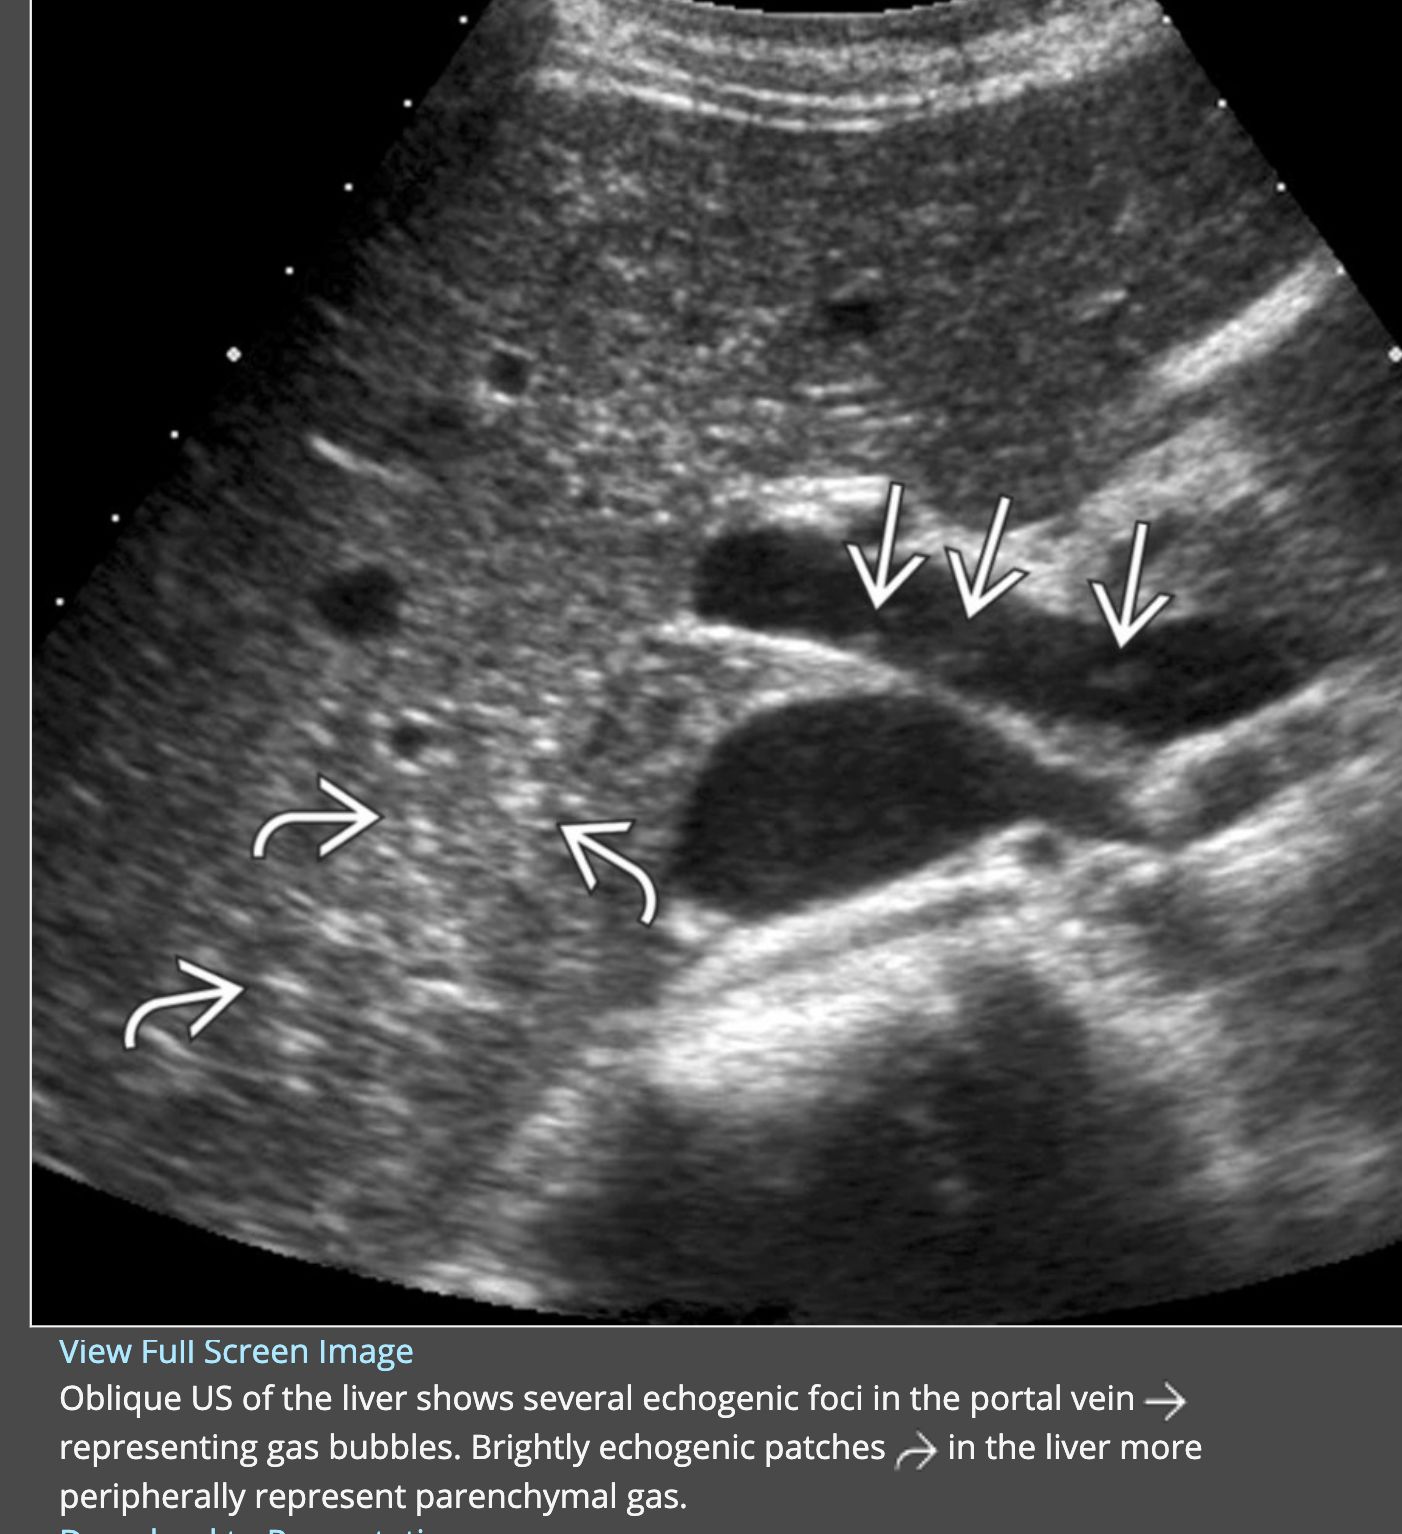 View Full Screen Image
Oblique US of the liver shows several echogenic foci in the portal vein
representing gas bubbles. Brightly echogenic patches in the liver more
peripherally represent parenchymal gas.